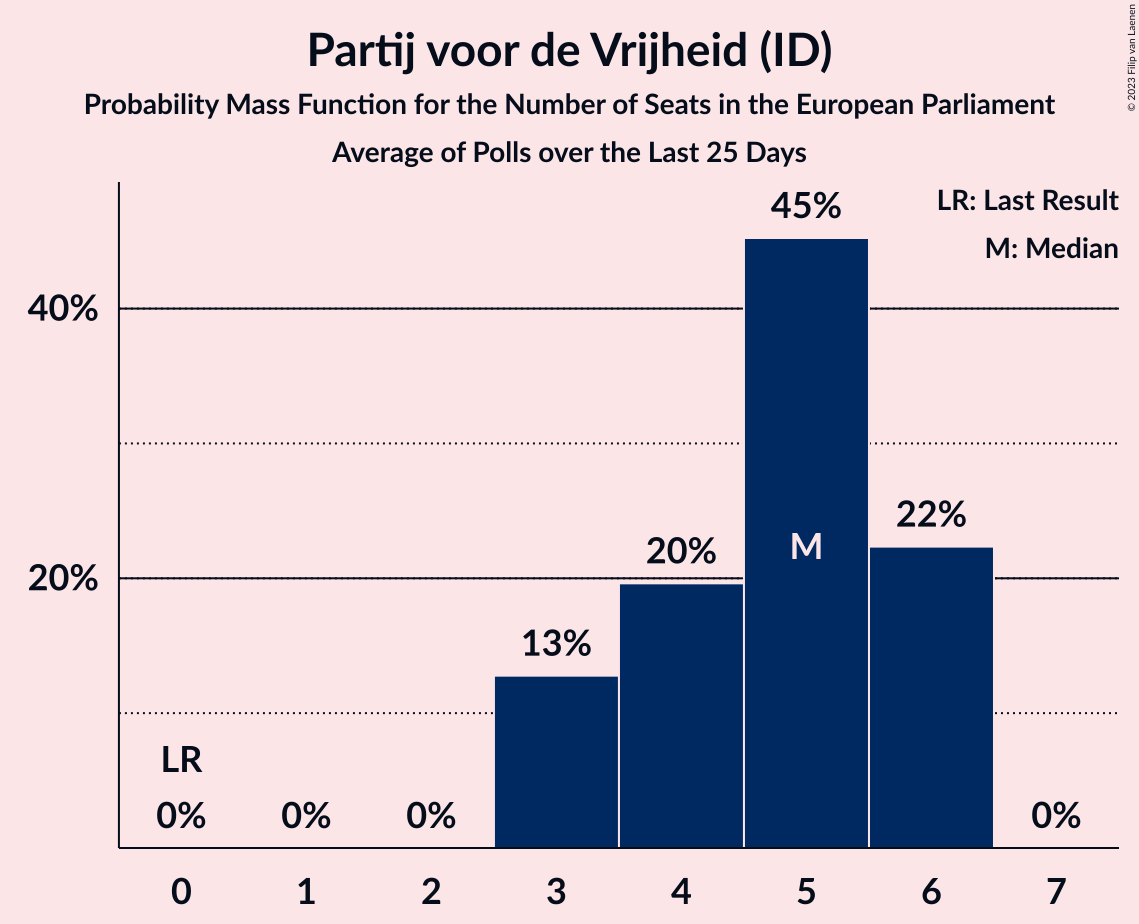 Partij voor de Vrijheid (ID)
Probability Mass Function for the Number of Seats in the European Parliament
Average of Polls over the Last 25 Days
© 2023 Filip van Laenen
LR: Last Result
M: Median
45%
40%
22%
20%
M
20%
13%
LR
0%
0%
0%
0%
0
1
2
3
4
5
6
7